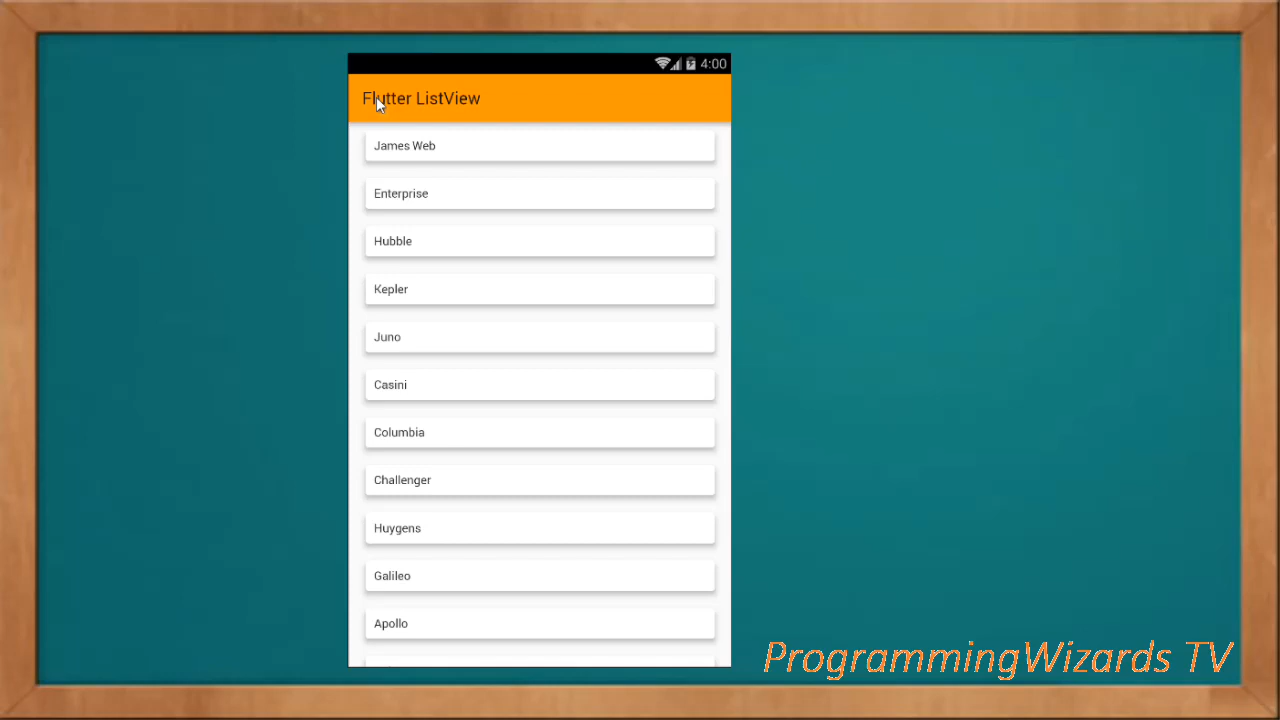 4:00
Flutter ListView
James Web
Enterprise
Hubble
Kepler
Juno
Casini
Columbia
Challenger
Huygens
Galileo
Apollo
ProgrammingWizards TV